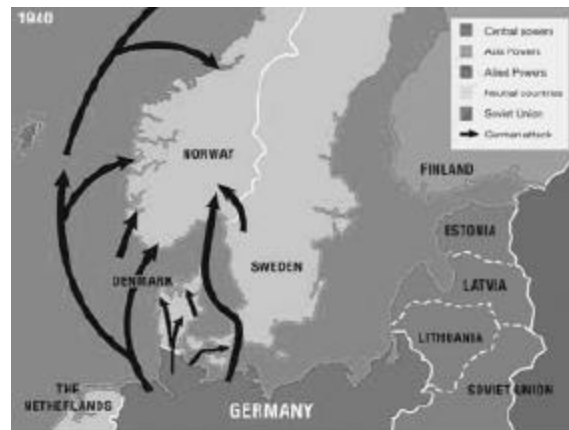 1940
Central powers
Axis Powers
Allied Powers
Neutral countries
Soviet Union
German attack
NORWAY
FINLAND
ESTONIA
SWEDEN
DENMARK
LATVIA
LITHUANIA
THE
NETHERLANDS
SOVIET UNION
GERMANY